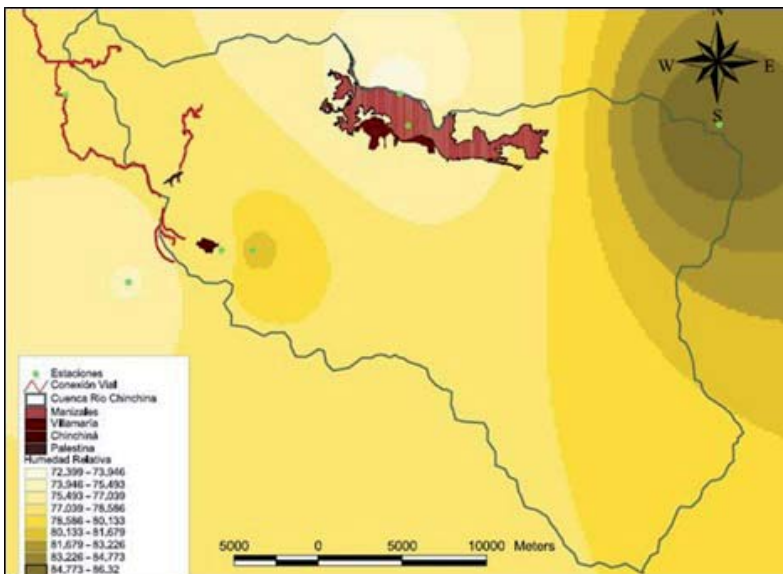 N
W E
S
Estaciones
Conexión Vial
Cuenca Río Chinchina
Manizales
Villamaría
Chinchiná
Palestina
Humedad Relativa
72,399 – 73,946
73,946 – 75,493
75,493 – 77,039
77,039 – 78,586
78,586 – 80,133
80,133 – 81,679
81,679 – 83,226
83,226 – 84,773
84,773 – 86,32
5000 0 5000 10000 Meters